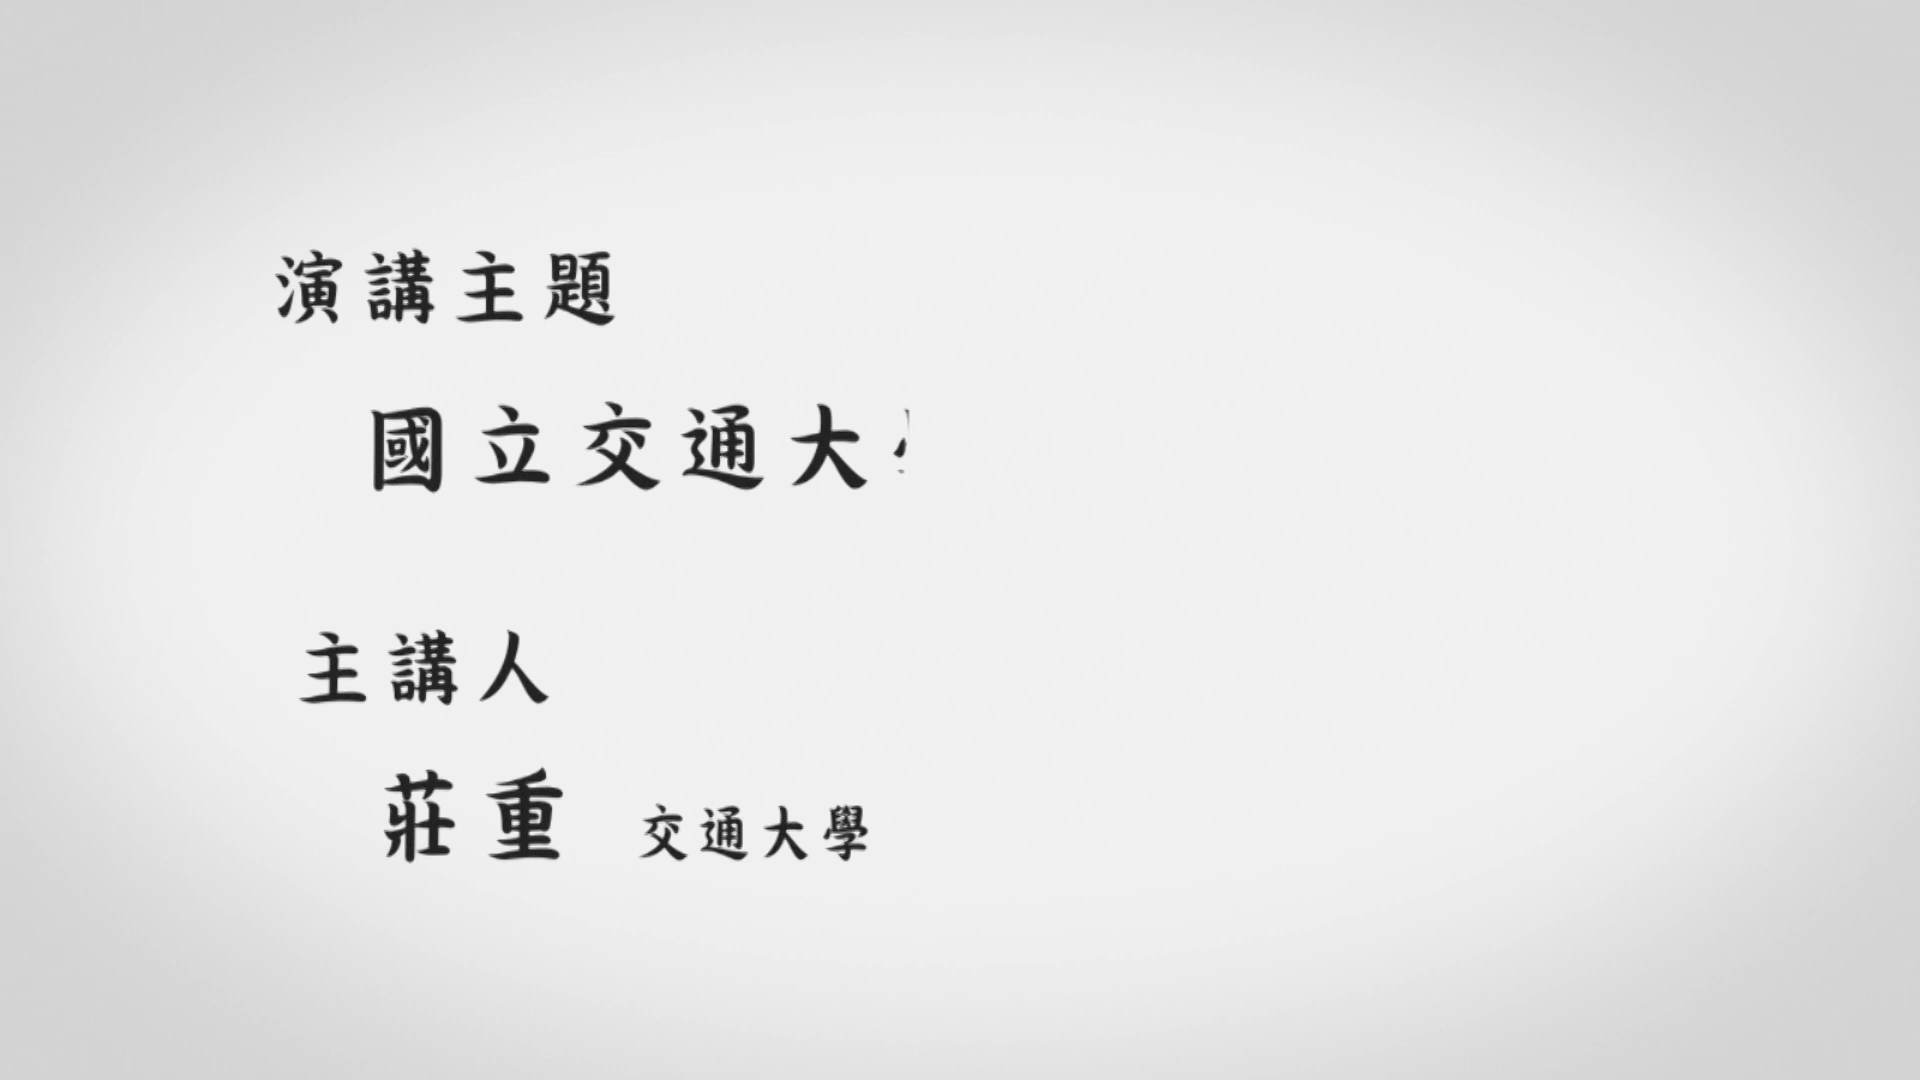 演講主題
國立交通大
主講人
莊重 交通大學